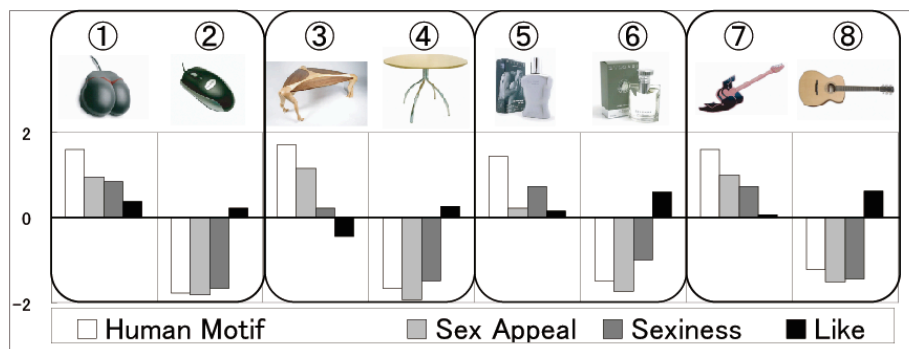 ① ② ③ ④ ⑤ ⑥ ⑦ ⑧
2
0
-2
Human Motif Sex Appeal Sexiness Like